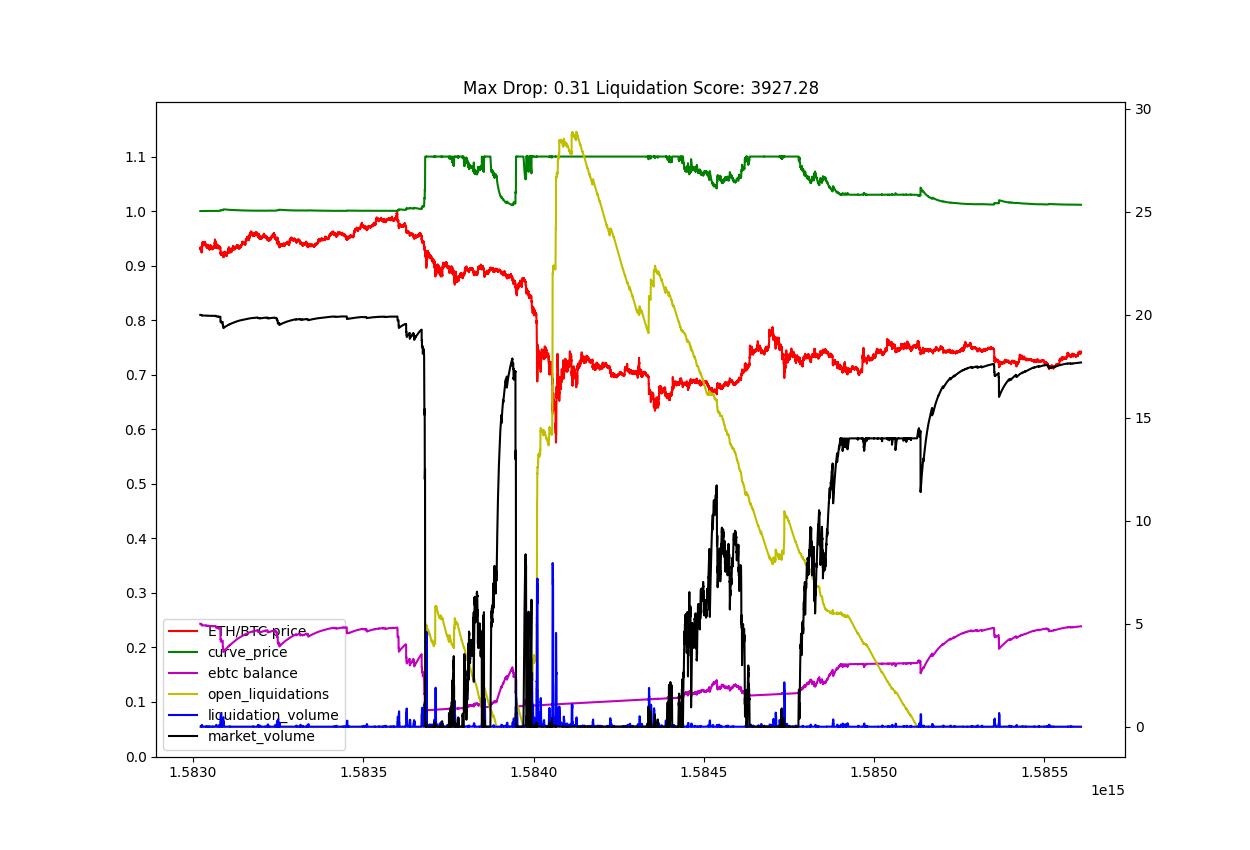 Max Drop: 0.31 Liquidation Score: 3927.28
1.1
1.0
0.9
0.8
0.7
0.6
0.5
0.4
0.3
0.2
0.1
0.0
30
25
20
15
10
5
0
ETH/BTC price
curve_price
ebtc balance
open_liquidations
liquidation_volume
market_volume
1.5830 1.5835 1.5840 1.5845 1.5850 1.5855
1e15